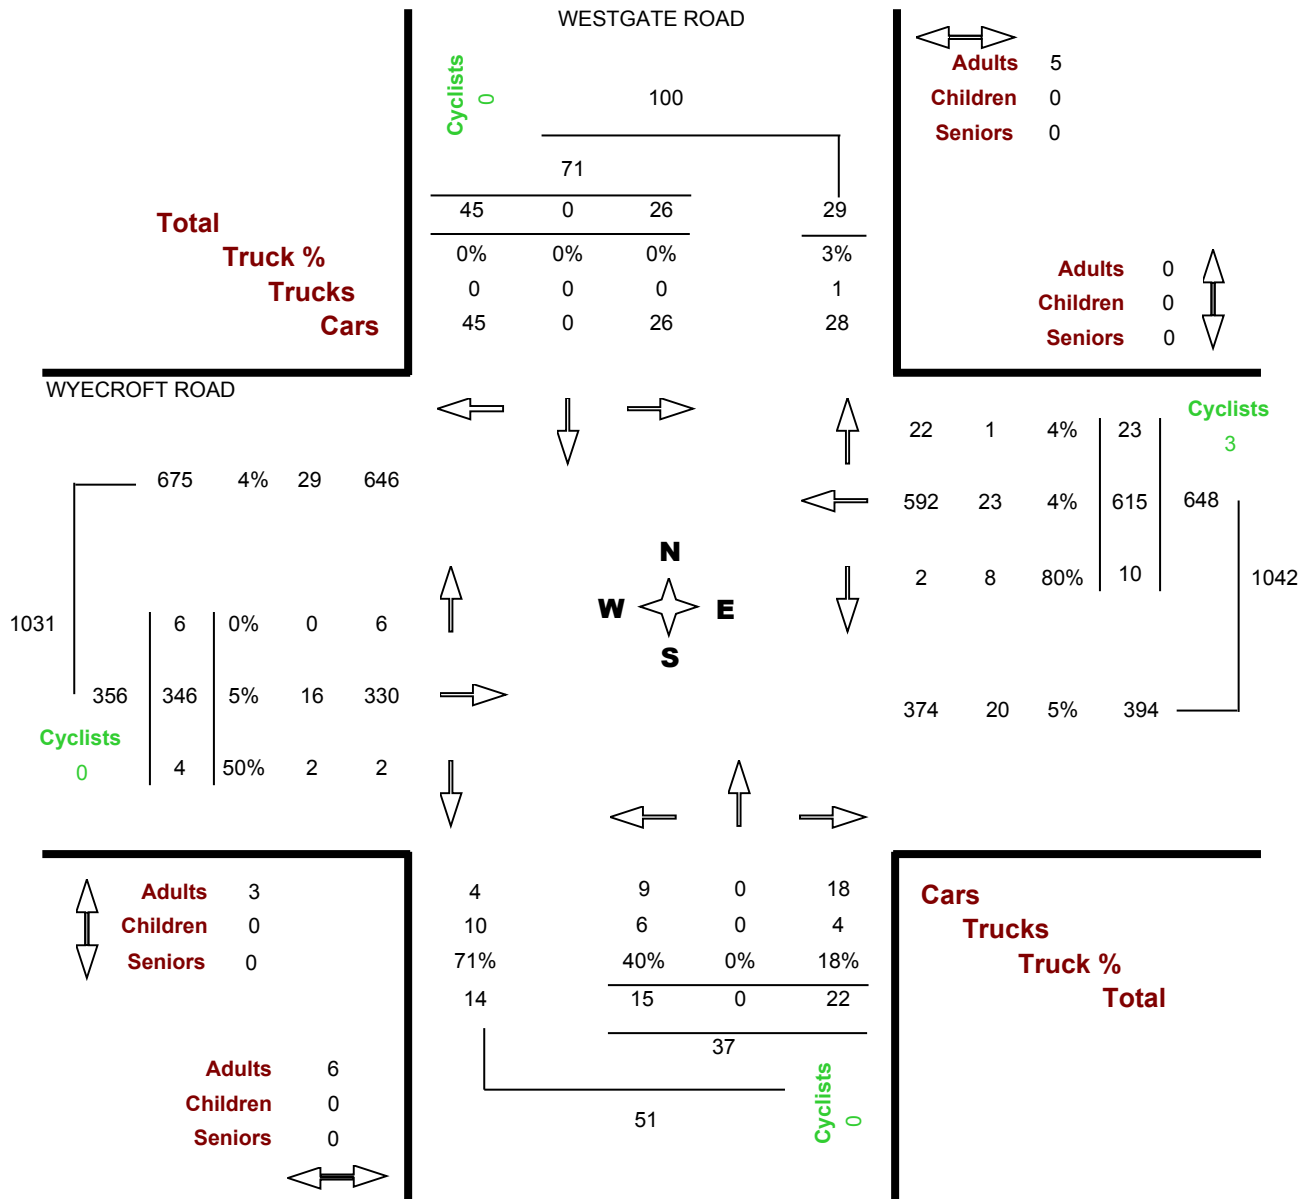 WESTGATE ROAD
Cyclists
0
100
71
45 0 26 29
0% 0% 0% 3%
0 0 0 1
45 0 26 28
Total
Truck %
Trucks
Cars
Adults 5
Children 0
Seniors 0
Adults 0
Children 0
Seniors 0
WYECROFT ROAD
675 4% 29 646
1031
6 0% 0 6
356 346 5% 16 330
4 50% 2 2
Cyclists
0
N
W E
S
22 1 4% 23
592 23 4% 615 648
2 8 80% 10
1042
374 20 5% 394
Cyclists
3
Adults 3
Children 0
Seniors 0
Adults 6
Children 0
Seniors 0
4 9 0 18
10 6 0 4
71% 40% 0% 18%
14 15 0 22
37
51
Cyclists
0
Cars
Trucks
Truck %
Total